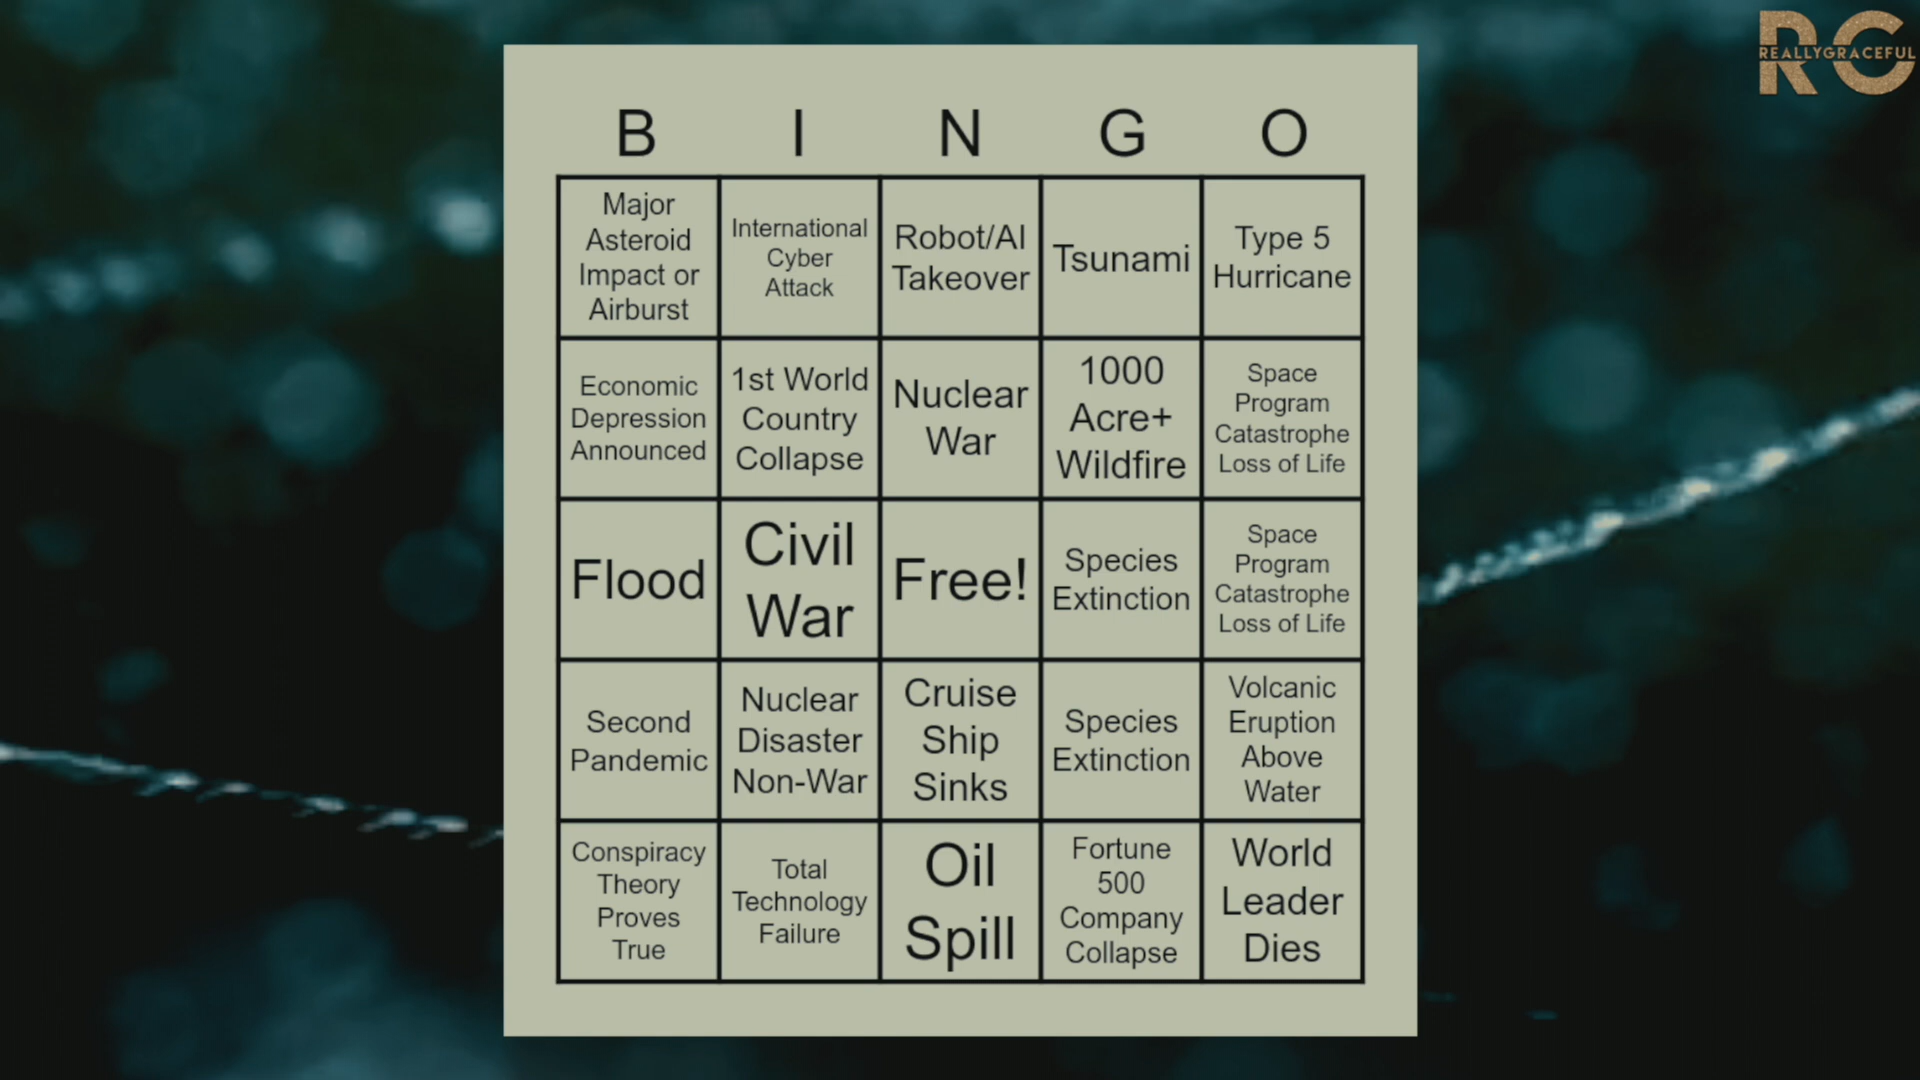 RG
REALLYGRACEFUL
B I N G O
Major
Asteroid
Impact or
Airburst
International
Cyber
Attack
Robot/AI
Takeover
Tsunami
Type 5
Hurricane
Economic
Depression
Announced
1st World
Country
Collapse
Nuclear
War
1000
Acre+
Wildfire
Space
Program
Catastrophe
Loss of Life
Flood
Civil
War
Free!
Species
Extinction
Space
Program
Catastrophe
Loss of Life
Second
Pandemic
Nuclear
Disaster
Non-War
Cruise
Ship
Sinks
Species
Extinction
Volcanic
Eruption
Above
Water
Conspiracy
Theory
Proves
True
Total
Technology
Failure
Oil
Spill
Fortune
500
Company
Collapse
World
Leader
Dies